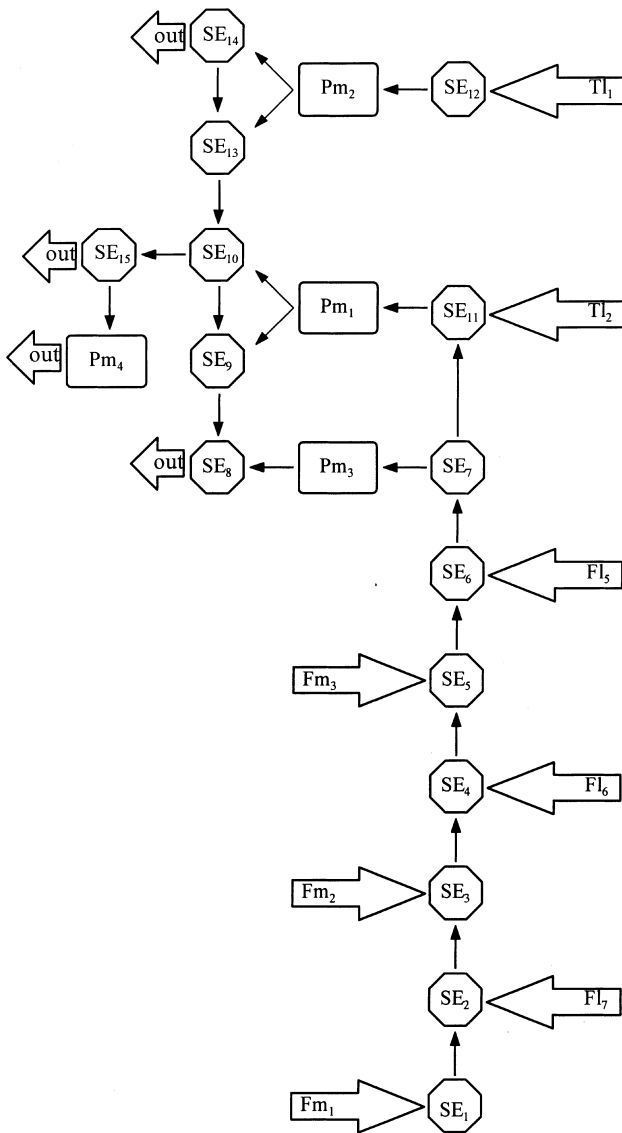 out SE₁₄
Pm₂ SE₁₂ Tl₁
SE₁₃
out SE₁₅ SE₁₀
Pm₁ SE₁₁ Tl₂
out Pm₄ SE₉
out SE₈ Pm₃ SE₇
SE₆ Fl₅
Fm₃ SE₅
SE₄ Fl₆
Fm₂ SE₃
SE₂ Fl₇
Fm₁ SE₁